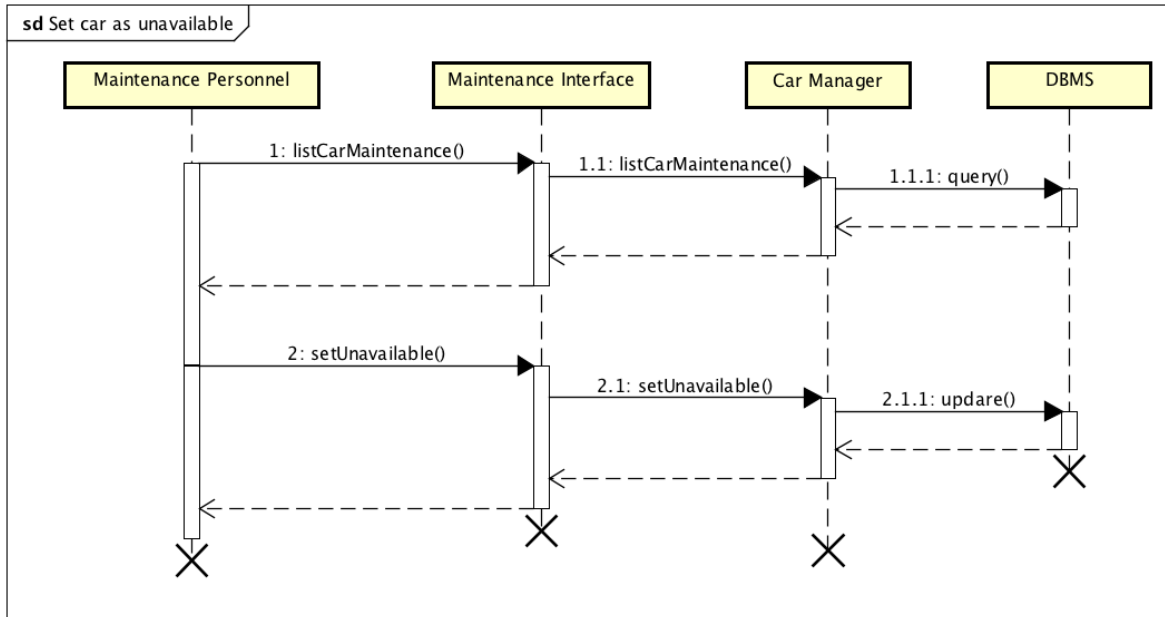 sd Set car as unavailable
Maintenance Personnel
Maintenance Interface
Car Manager
DBMS
1: listCarMaintenance()
1.1: listCarMaintenance()
1.1.1: query()
2: setUnavailable()
2.1: setUnavailable()
2.1.1: updare()